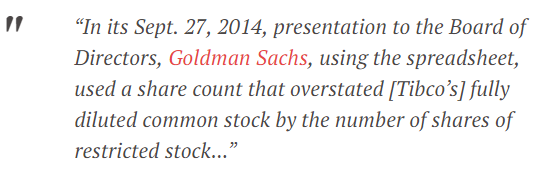 "
“In its Sept. 27, 2014, presentation to the Board of
Directors, Goldman Sachs, using the spreadsheet,
used a share count that overstated [Tibco’s] fully
diluted common stock by the number of shares of
restricted stock…”